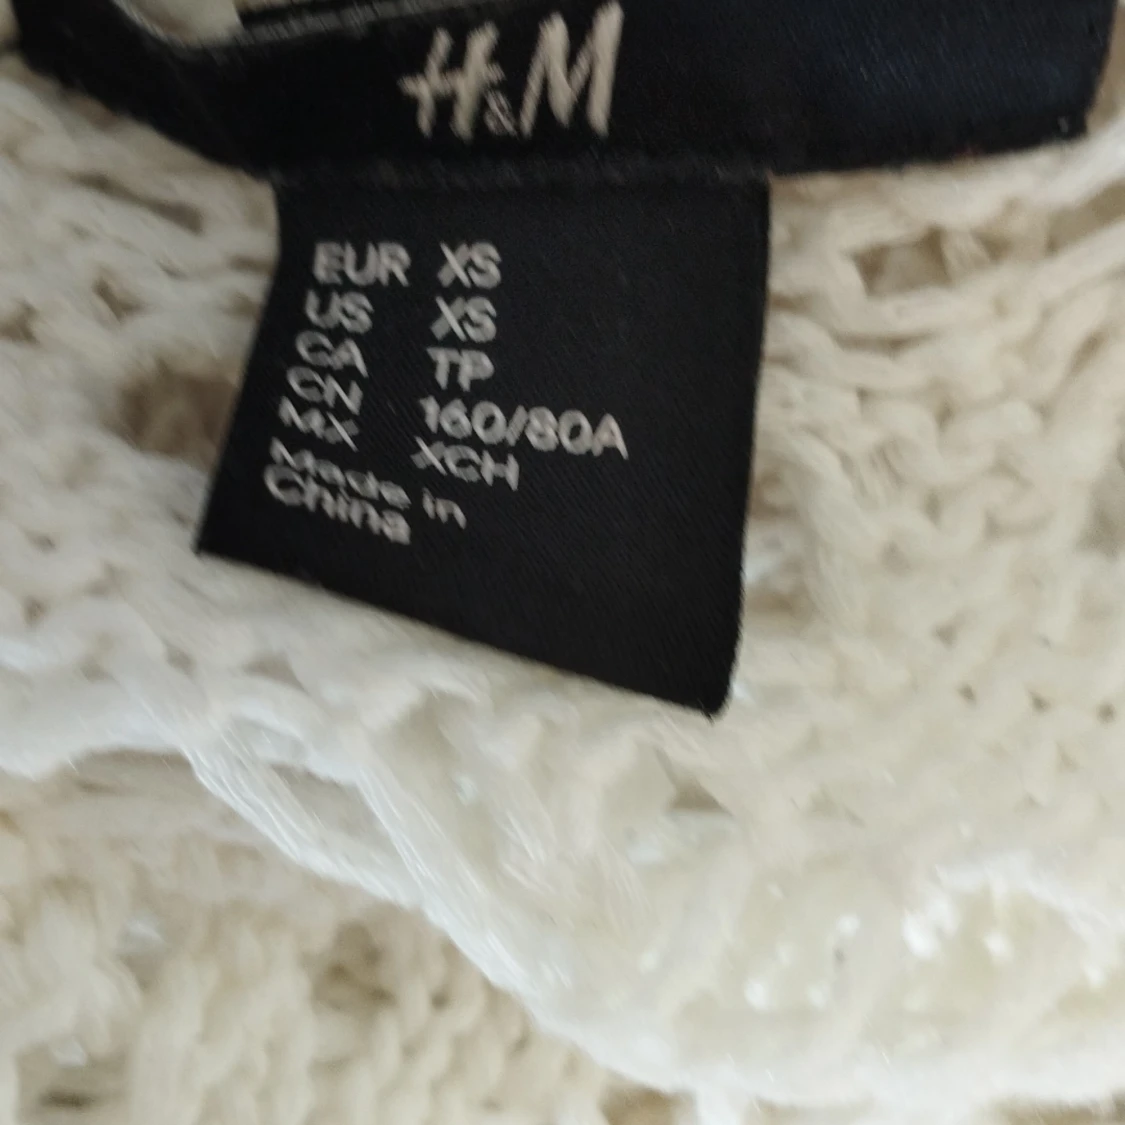 H&M
EUR XS
US XS
CA TP
CN 160/80A
MX XCH
Made in
China